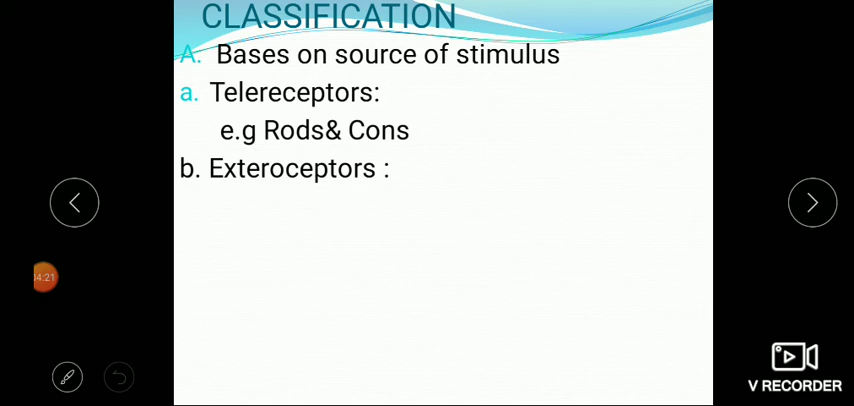 CLASSIFICATION
A. Bases on source of stimulus
a. Telereceptors:
e.g Rods& Cons
b. Exteroceptors :
04:21
V RECORDER